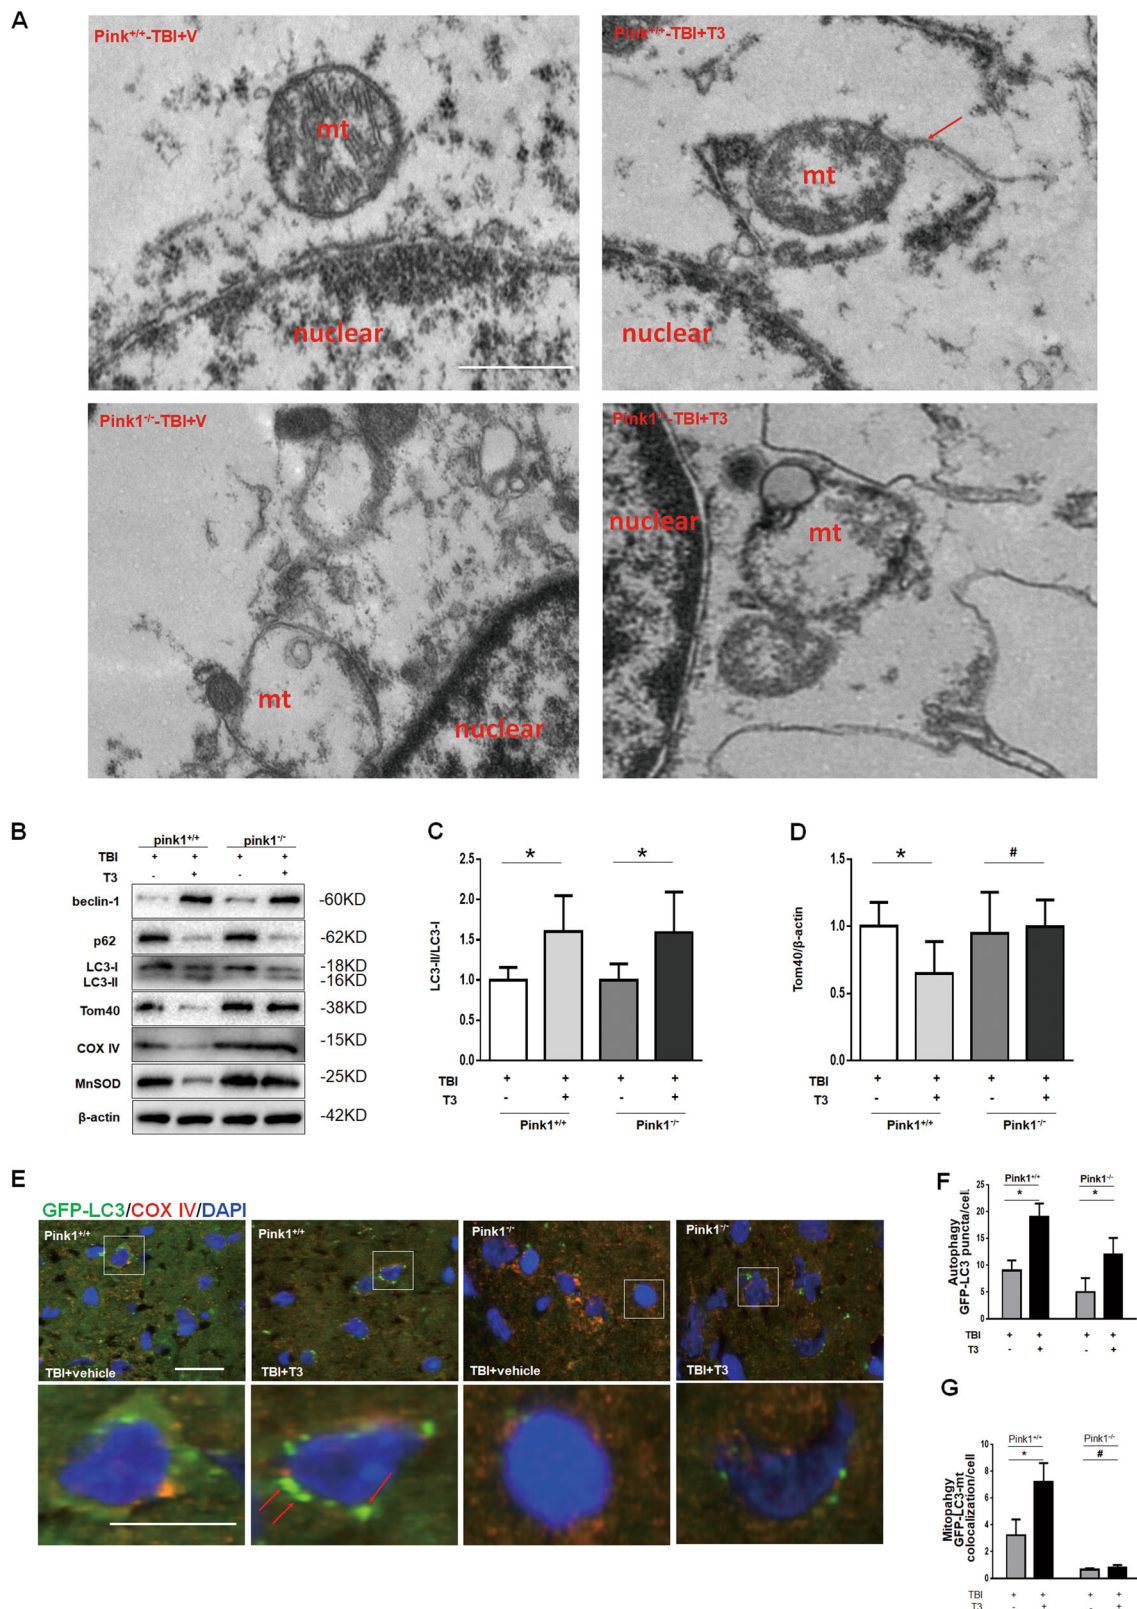 A
Pink+/+-TBI+V
mt
nuclear
Pink+/+-TBI+T3
mt
nuclear
Pink1-/--TBI+V
mt
nuclear
Pink1-/--TBI+T3
nuclear
mt
B
pink1+/+ pink1-/-
TBI + + + +
T3 - + - +
beclin-1 -60KD
p62 -62KD
LC3-I -18KD
LC3-II -16KD
Tom40 -38KD
COX IV -15KD
MnSOD -25KD
β-actin -42KD
C
LC3-II/LC3-I
2.5
2.0
1.5
1.0
0.5
0.0
* *
TBI + + + +
T3 - + - +
Pink1+/+ Pink1-/-
D
Tom40/β-actin
1.5
1.0
0.5
0.0
* #
TBI + + + +
T3 - + - +
Pink1+/+ Pink1-/-
E
GFP-LC3/COX IV/DAPI
Pink1+/+ Pink1+/+ Pink1-/- Pink1-/-
TBI+vehicle TBI+T3 TBI+vehicle TBI+T3
F
Pink1+/+ Pink1-/-
* *
Autophagy
GFP-LC3 puncta/cell
25
20
15
10
5
0
TBI + + + +
T3 - + - +
G
Pink1+/+ Pink1-/-
* #
Mitopahgy
GFP-LC3-mt
colocalization/cell
10
8
6
4
2
0
TBI + + + +
T3 - + - +